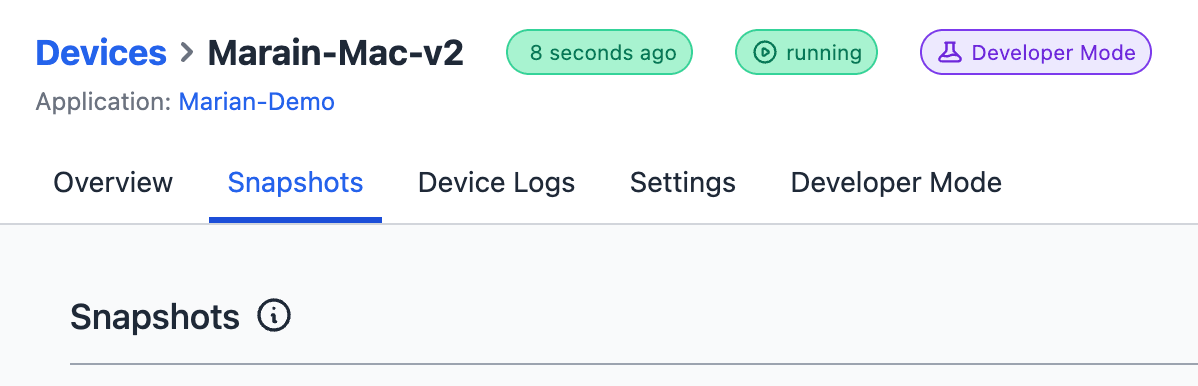 Devices > Marain-Mac-v2 8 seconds ago running Developer Mode
Application: Marian-Demo
Overview Snapshots Device Logs Settings Developer Mode
Snapshots